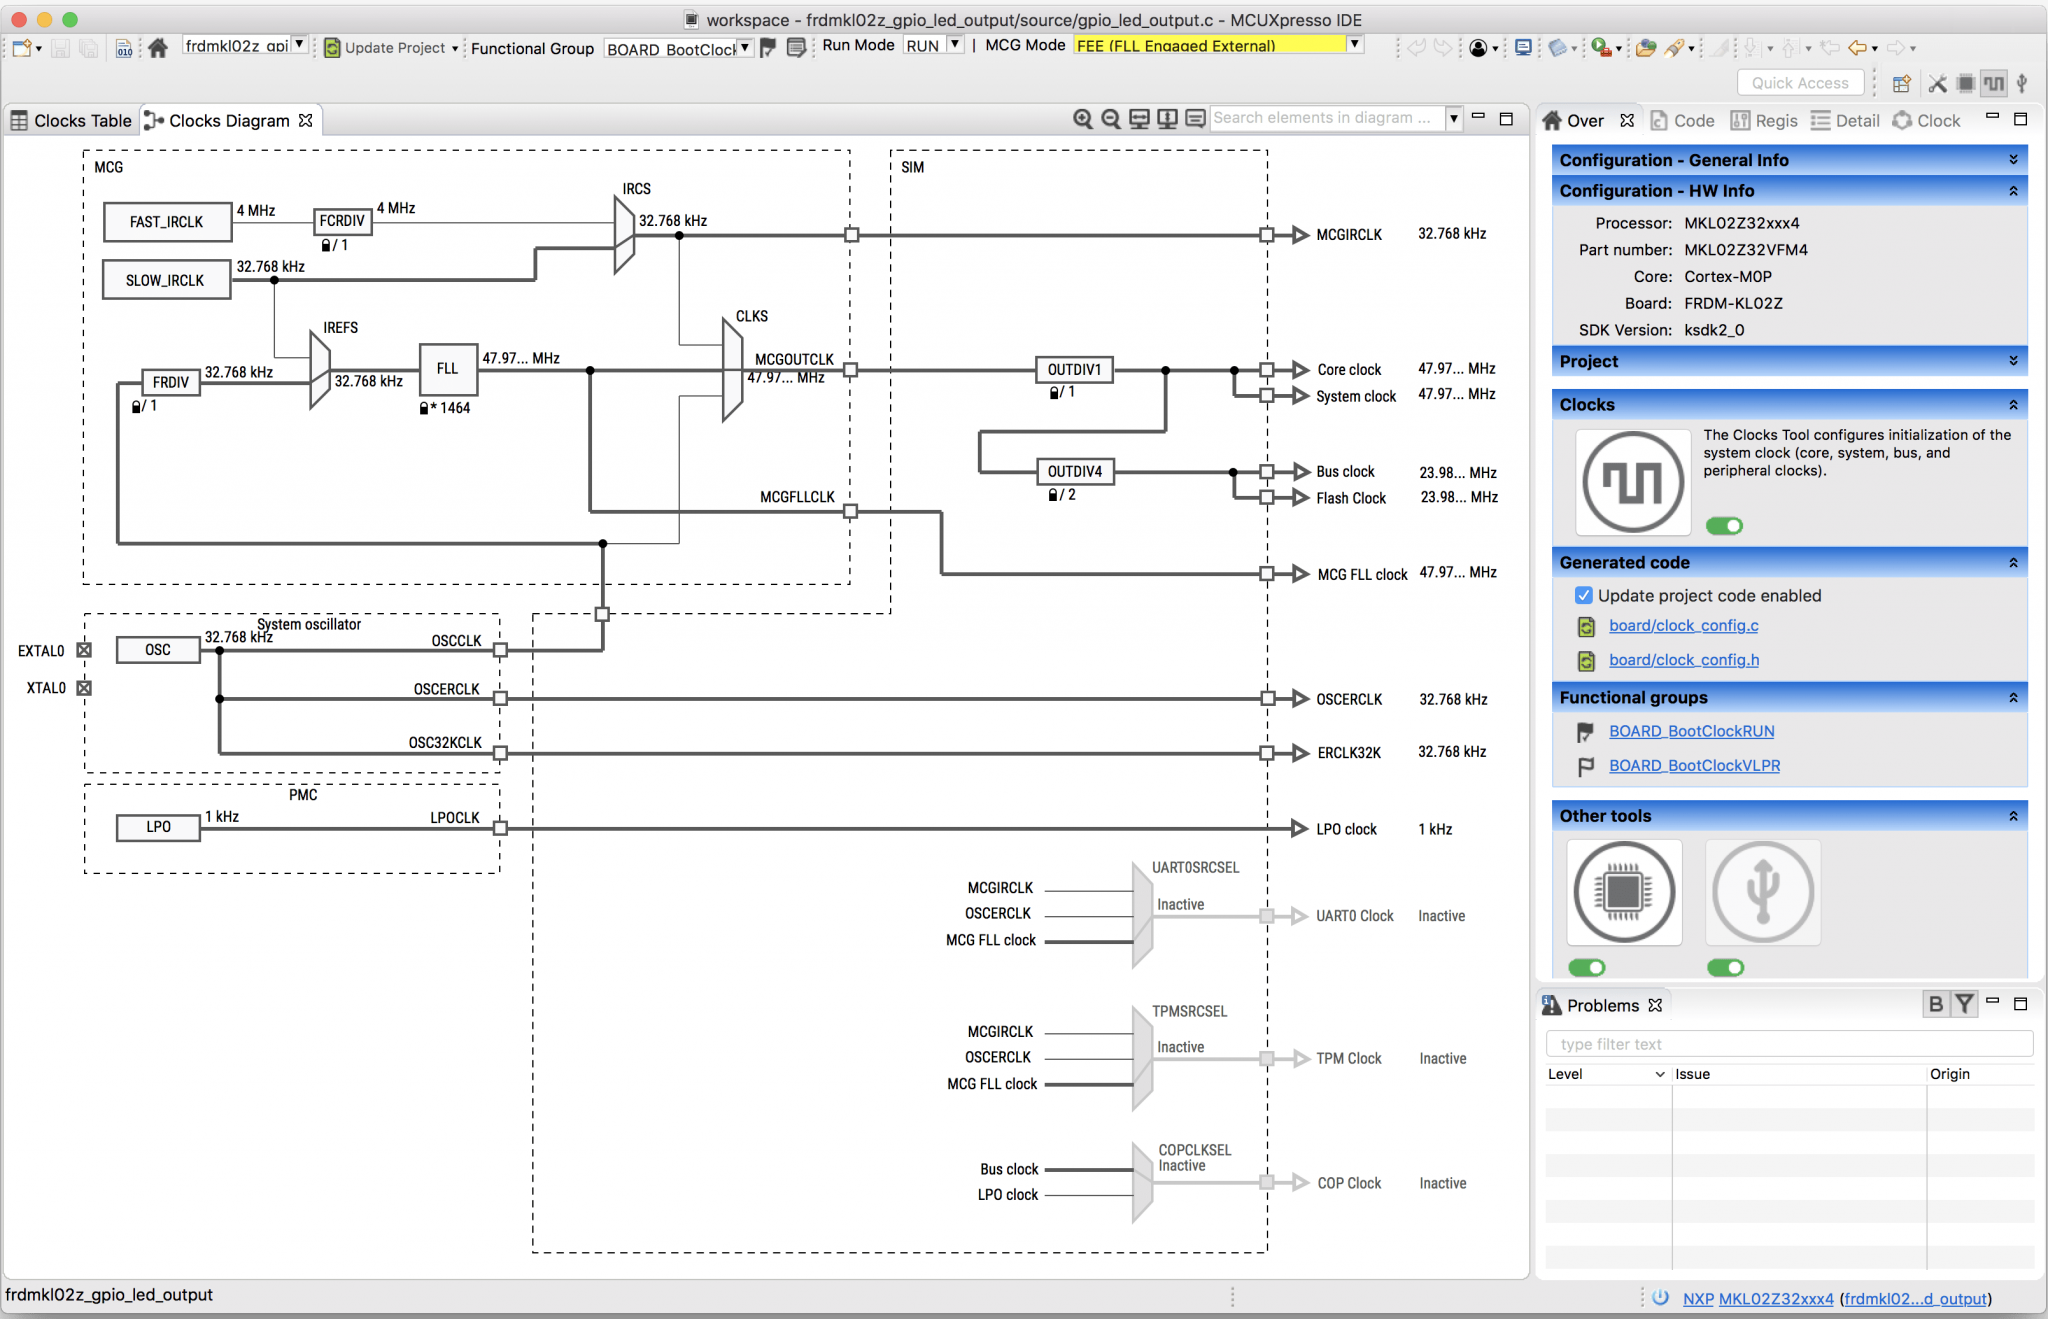 workspace - frdmkl02z_gpio_led_output/source/gpio_led_output.c - MCUXpresso IDE
frdmkl02z_gpi Update Project Functional Group BOARD_BootClock Run Mode RUN | MCG Mode FEE (FLL Engaged External)
Quick Access
Clocks Table
Clocks Diagram
Search elements in diagram ...
MCG
FAST_IRCLK
4 MHz
FCRDIV
4 MHz
/ 1
IRCS
32.768 kHz
SLOW_IRCLK
32.768 kHz
IREFS
32.768 kHz
FRDIV
32.768 kHz
/ 1
FLL
47.97... MHz
* 1464
CLKS
MCGOUTCLK
47.97... MHz
MCGFLLCLK
SIM
MCGIRCLK 32.768 kHz
OUTDIV1
/ 1
Core clock 47.97... MHz
System clock 47.97... MHz
OUTDIV4
/ 2
Bus clock 23.98... MHz
Flash Clock 23.98... MHz
MCG FLL clock 47.97... MHz
System oscillator
EXTAL0
XTAL0
OSC
32.768 kHz
OSCCLK
OSCERCLK
OSCERCLK 32.768 kHz
OSC32KCLK
ERCLK32K 32.768 kHz
PMC
LPO
1 kHz
LPOCLK
LPO clock 1 kHz
UART0SRCSEL
MCGIRCLK
OSCERCLK
MCG FLL clock
Inactive
UART0 Clock Inactive
TPMSRCSEL
MCGIRCLK
OSCERCLK
MCG FLL clock
Inactive
TPM Clock Inactive
COPCLKSEL
Inactive
Bus clock
LPO clock
COP Clock Inactive
Over
Code
Regis
Detail
Clock
Configuration - General Info
Configuration - HW Info
Processor: MKL02Z32xxx4
Part number: MKL02Z32VFM4
Core: Cortex-M0P
Board: FRDM-KL02Z
SDK Version: ksdk2_0
Project
Clocks
The Clocks Tool configures initialization of the
system clock (core, system, bus, and
peripheral clocks).
Generated code
Update project code enabled
board/clock_config.c
board/clock_config.h
Functional groups
BOARD_BootClockRUN
BOARD_BootClockVLPR
Other tools
Problems
B
type filter text
Level Issue Origin
frdmkl02z_gpio_led_output
NXP MKL02Z32xxx4 (frdmkl02...d_output)